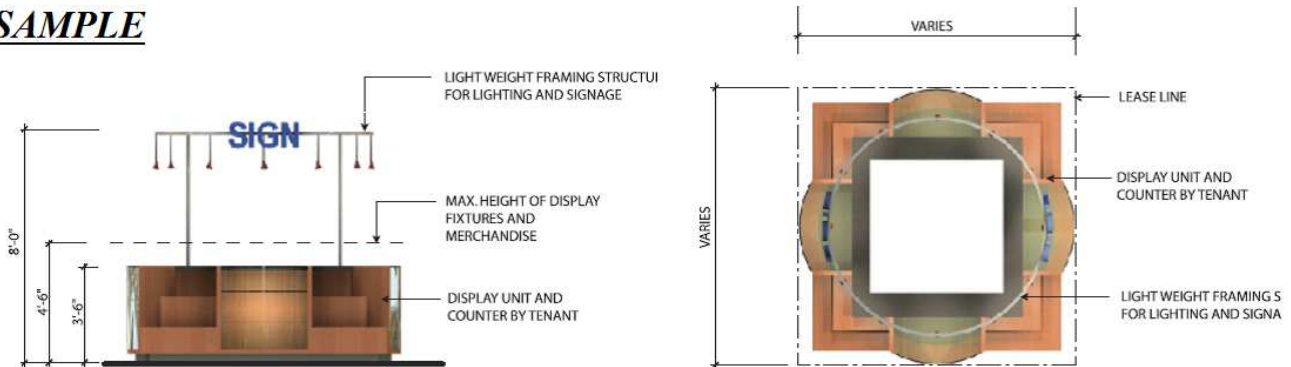 SAMPLE
LIGHT WEIGHT FRAMING STRUCTUI
FOR LIGHTING AND SIGNAGE
SIGN
MAX. HEIGHT OF DISPLAY
FIXTURES AND
MERCHANDISE
8'-0"
4'-6"
3'-6"
DISPLAY UNIT AND
COUNTER BY TENANT
VARIES
LEASE LINE
DISPLAY UNIT AND
COUNTER BY TENANT
VARIES
LIGHT WEIGHT FRAMING S
FOR LIGHTING AND SIGNA